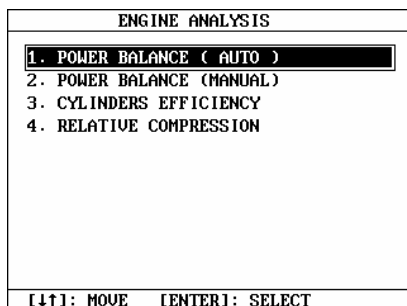 ENGINE ANALYSIS
1. POWER BALANCE ( AUTO )
2. POWER BALANCE (MANUAL)
3. CYLINDERS EFFICIENCY
4. RELATIVE COMPRESSION
[↓↑]: MOVE [ENTER]: SELECT